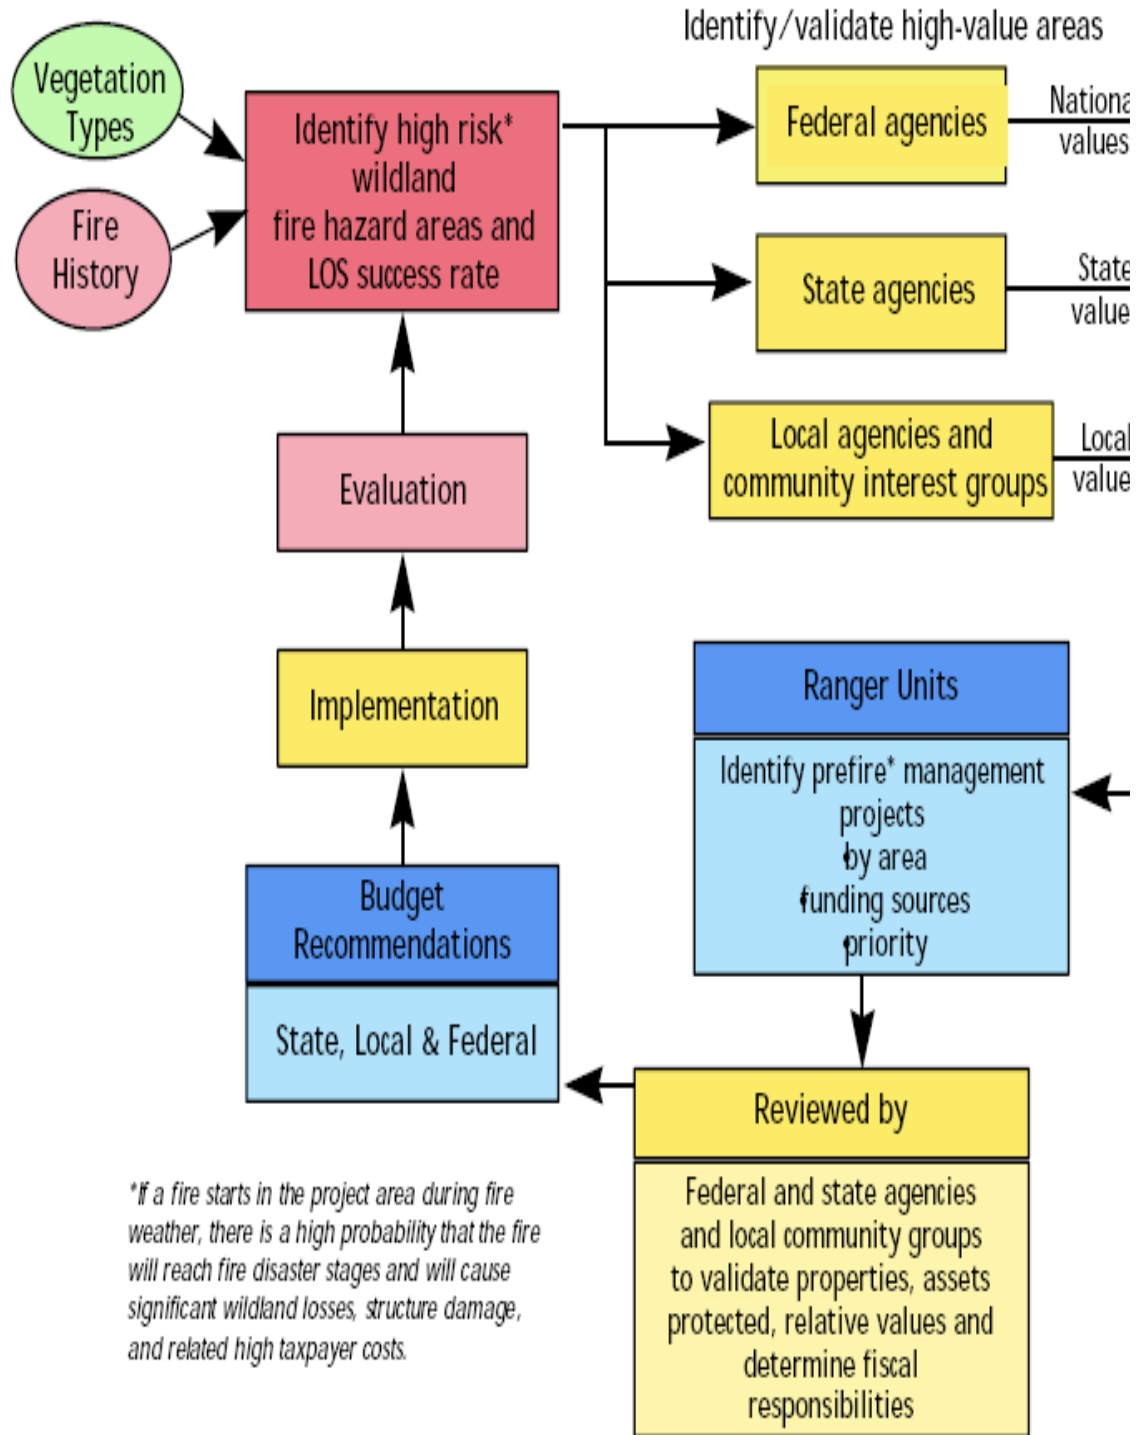 Identify/validate high-value areas
Vegetation
Types
Fire
History
Identify high risk*
wildland
fire hazard areas and
LOS success rate
Federal agencies
Nationa
values
State agencies
State
value
Local agencies and
community interest groups
Local
value
Evaluation
Implementation
Budget
Recommendations
State, Local & Federal
Ranger Units
Identify prefire* management
projects
• by area
• funding sources
• priority
Reviewed by
Federal and state agencies
and local community groups
to validate properties, assets
protected, relative values and
determine fiscal
responsibilities
*If a fire starts in the project area during fire
weather, there is a high probability that the fire
will reach fire disaster stages and will cause
significant wildland losses, structure damage,
and related high taxpayer costs.